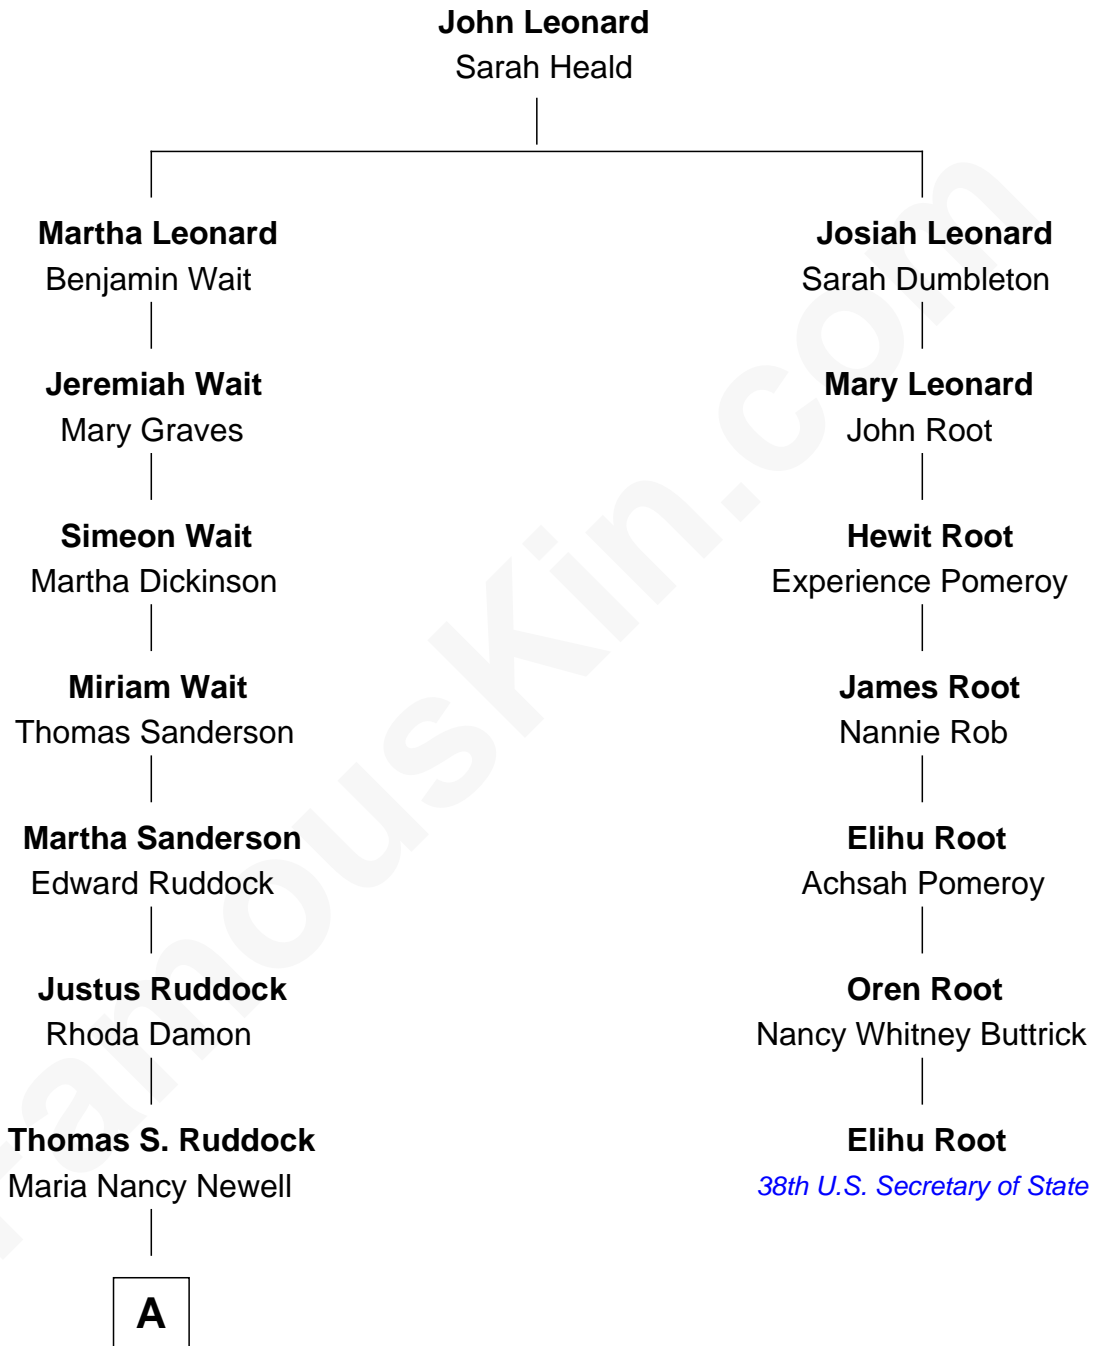 John Leonard
Sarah Heald
Martha Leonard
Benjamin Wait
Josiah Leonard
Sarah Dumbleton
Jeremiah Wait
Mary Graves
Mary Leonard
John Root
Simeon Wait
Martha Dickinson
Hewit Root
Experience Pomeroy
Miriam Wait
Thomas Sanderson
James Root
Nannie Rob
Martha Sanderson
Edward Ruddock
Elihu Root
Achsah Pomeroy
Justus Ruddock
Rhoda Damon
Oren Root
Nancy Whitney Buttrick
Thomas S. Ruddock
Maria Nancy Newell
Elihu Root
38th U.S. Secretary of State
A
FamousKin.com